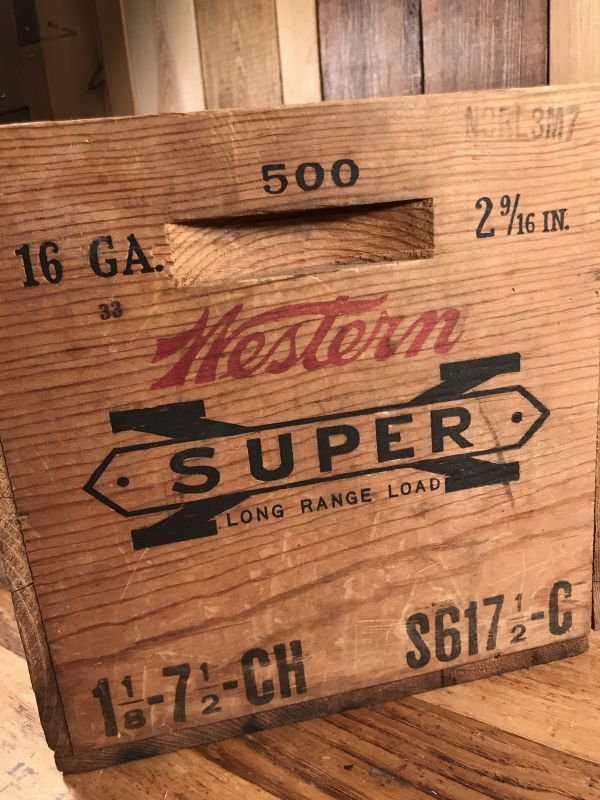 NCRL3M7
500
16 GA.
2 9/16 IN.
33
Western
SUPER
LONG RANGE LOAD
1 1/8-7 1/2-CH
S617 1/2-C